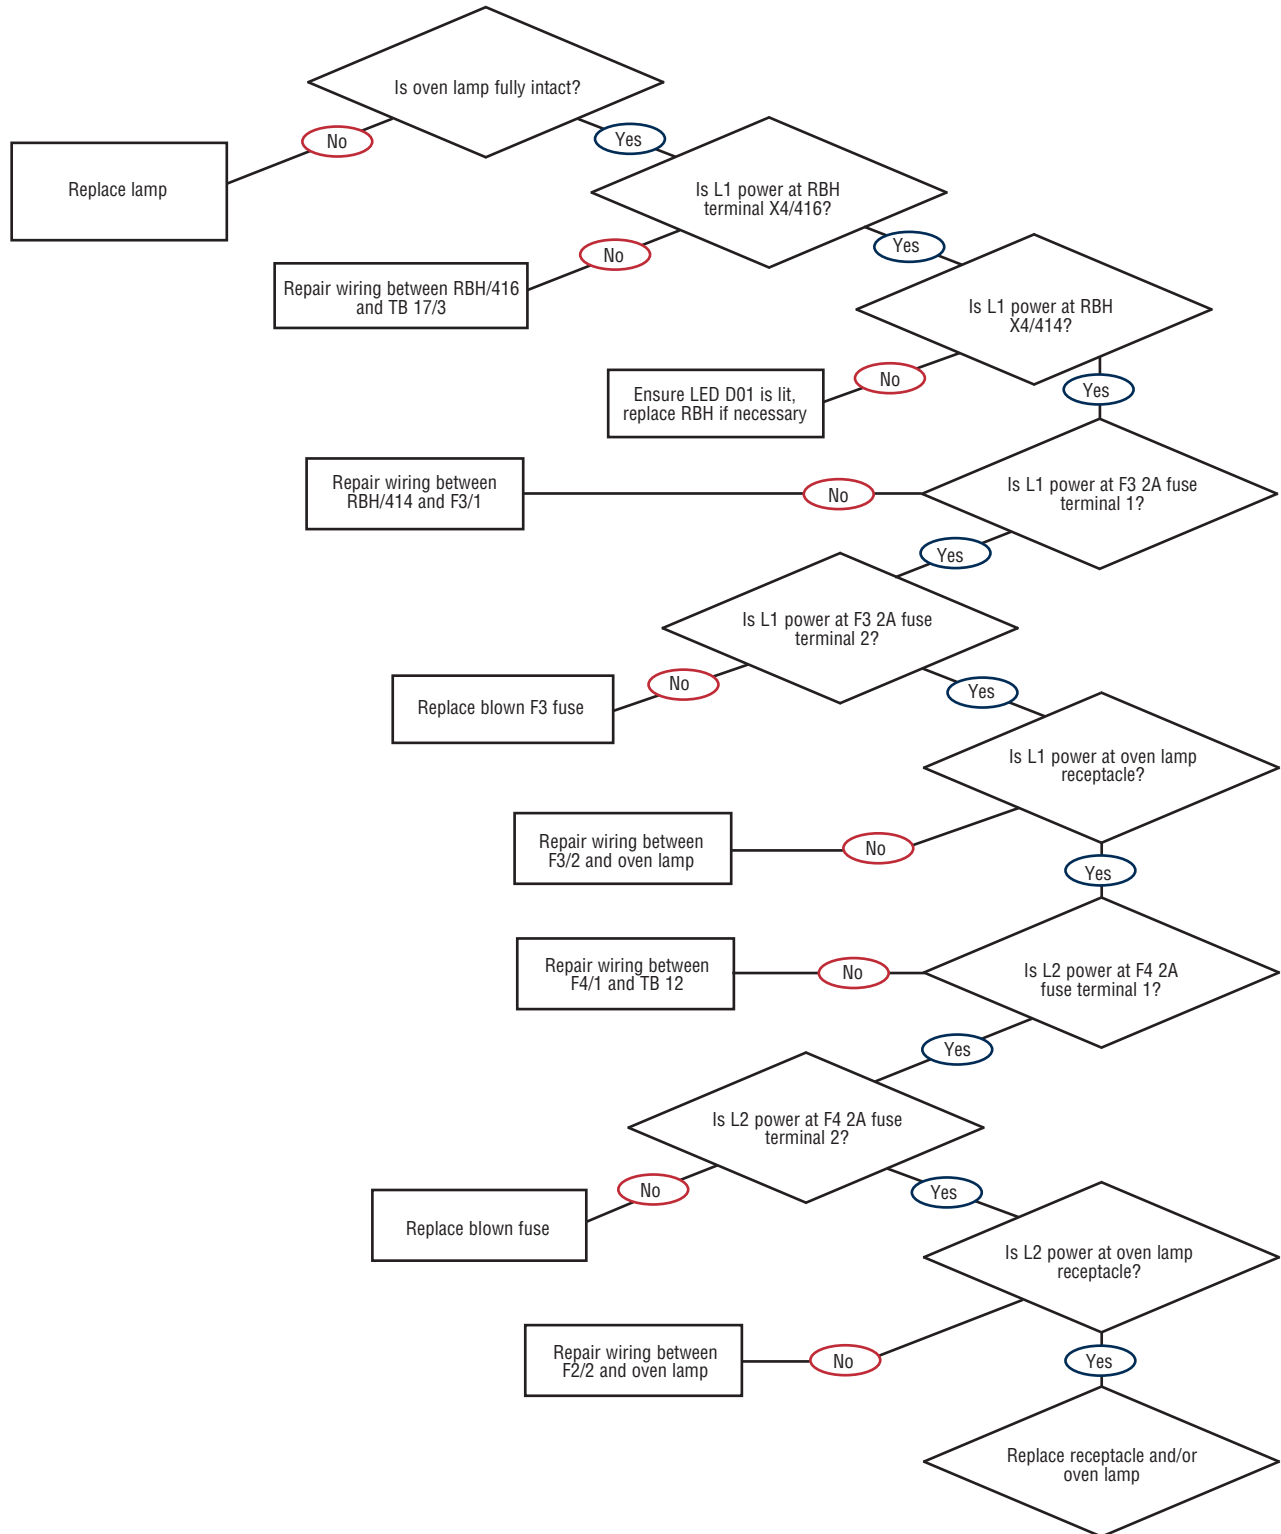 Is oven lamp fully intact?
No
Yes
Replace lamp
Is L1 power at RBH
terminal X4/416?
No
Yes
Repair wiring between RBH/416
and TB 17/3
Is L1 power at RBH
X4/414?
No
Yes
Ensure LED D01 is lit,
replace RBH if necessary
Repair wiring between
RBH/414 and F3/1
No
Is L1 power at F3 2A fuse
terminal 1?
Yes
Is L1 power at F3 2A fuse
terminal 2?
No
Yes
Replace blown F3 fuse
Is L1 power at oven lamp
receptacle?
Repair wiring between
F3/2 and oven lamp
No
Yes
Repair wiring between
F4/1 and TB 12
No
Is L2 power at F4 2A
fuse terminal 1?
Yes
Is L2 power at F4 2A fuse
terminal 2?
No
Yes
Replace blown fuse
Is L2 power at oven lamp
receptacle?
Repair wiring between
F2/2 and oven lamp
No
Yes
Replace receptacle and/or
oven lamp